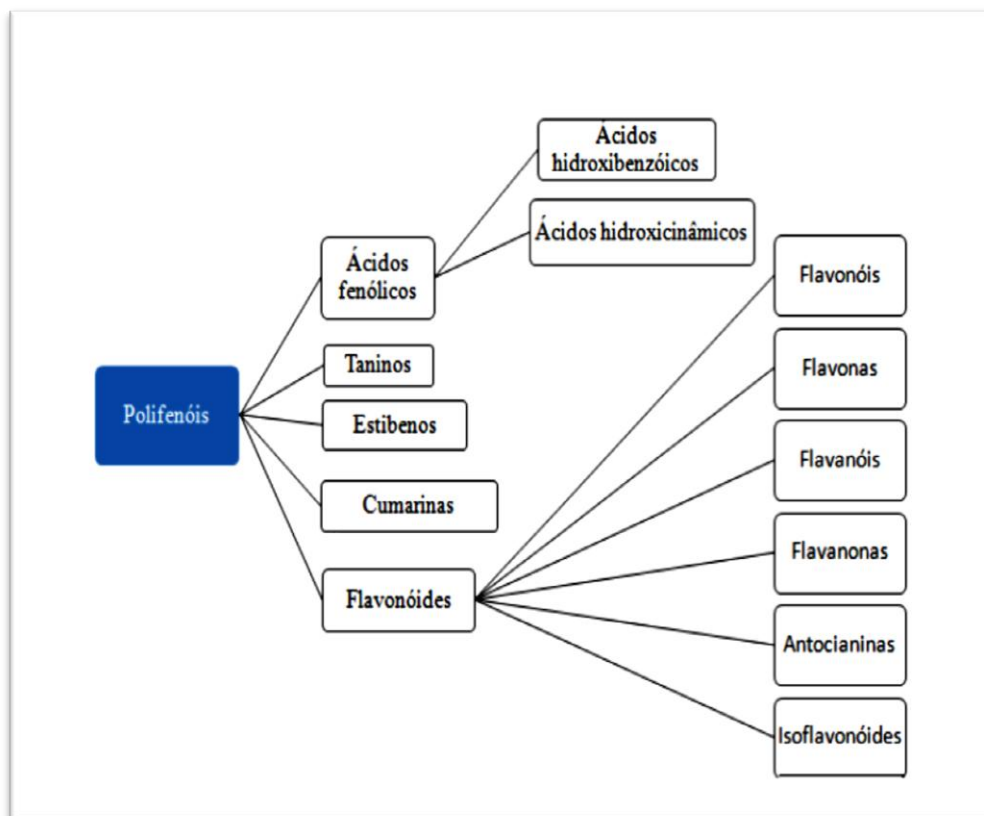 Ácidos
hidroxibenzóicos
Ácidos hidroxicinâmicos
Ácidos
fenólicos
Taninos
Polifenóis
Estibenos
Cumarinas
Flavonóides
Flavonóis
Flavonas
Flavanóis
Flavanonas
Antocianinas
Isoflavonóides